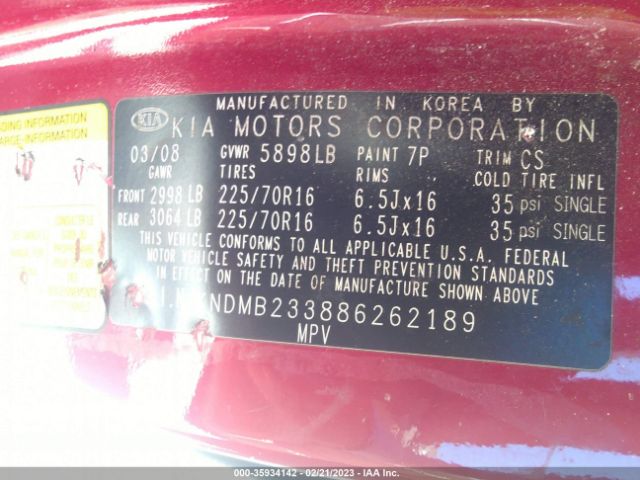 MANUFACTURED IN KOREA BY
KIA KIA MOTORS CORPORATION
03/08 GVWR 5898LB PAINT 7P TRIM CS
GAWR TIRES RIMS COLD TIRE INFL
FRONT 2998 LB 225/70R16 6.5Jx16 35 psi SINGLE
REAR 3064 LB 225/70R16 6.5Jx16 35 psi SINGLE
THIS VEHICLE CONFORMS TO ALL APPLICABLE U.S.A. FEDERAL
MOTOR VEHICLE SAFETY AND THEFT PREVENTION STANDARDS
IN EFFECT ON THE DATE OF MANUFACTURE SHOWN ABOVE
KNDMB233886262189
MPV
INFORMATION
INFORMATION
000-35934142 - 02/21/2023 - IAA Inc.